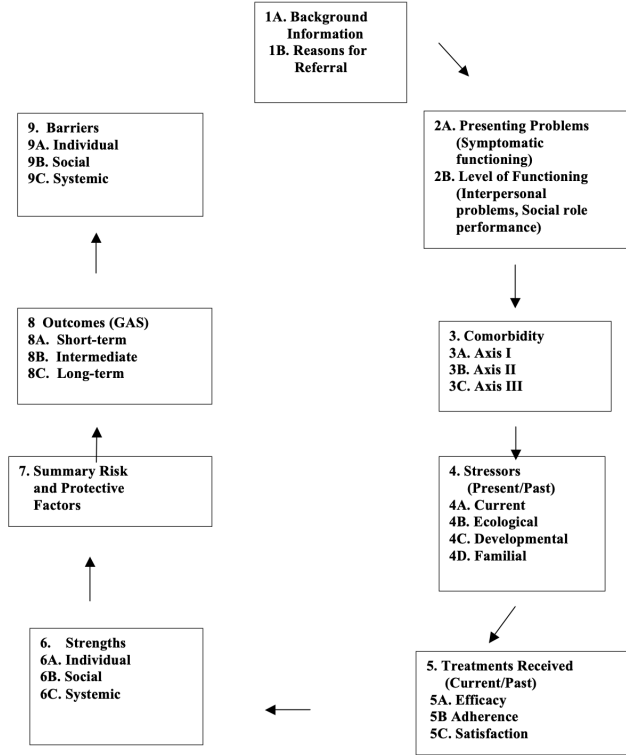 1A. Background
Information
1B. Reasons for
Referral
2A. Presenting Problems
(Symptomatic
functioning)
2B. Level of Functioning
(Interpersonal
problems, Social role
performance)
3. Comorbidity
3A. Axis I
3B. Axis II
3C. Axis III
4. Stressors
(Present/Past)
4A. Current
4B. Ecological
4C. Developmental
4D. Familial
5. Treatments Received
(Current/Past)
5A. Efficacy
5B Adherence
5C. Satisfaction
6. Strengths
6A. Individual
6B. Social
6C. Systemic
7. Summary Risk
and Protective
Factors
8 Outcomes (GAS)
8A. Short-term
8B. Intermediate
8C. Long-term
9. Barriers
9A. Individual
9B. Social
9C. Systemic